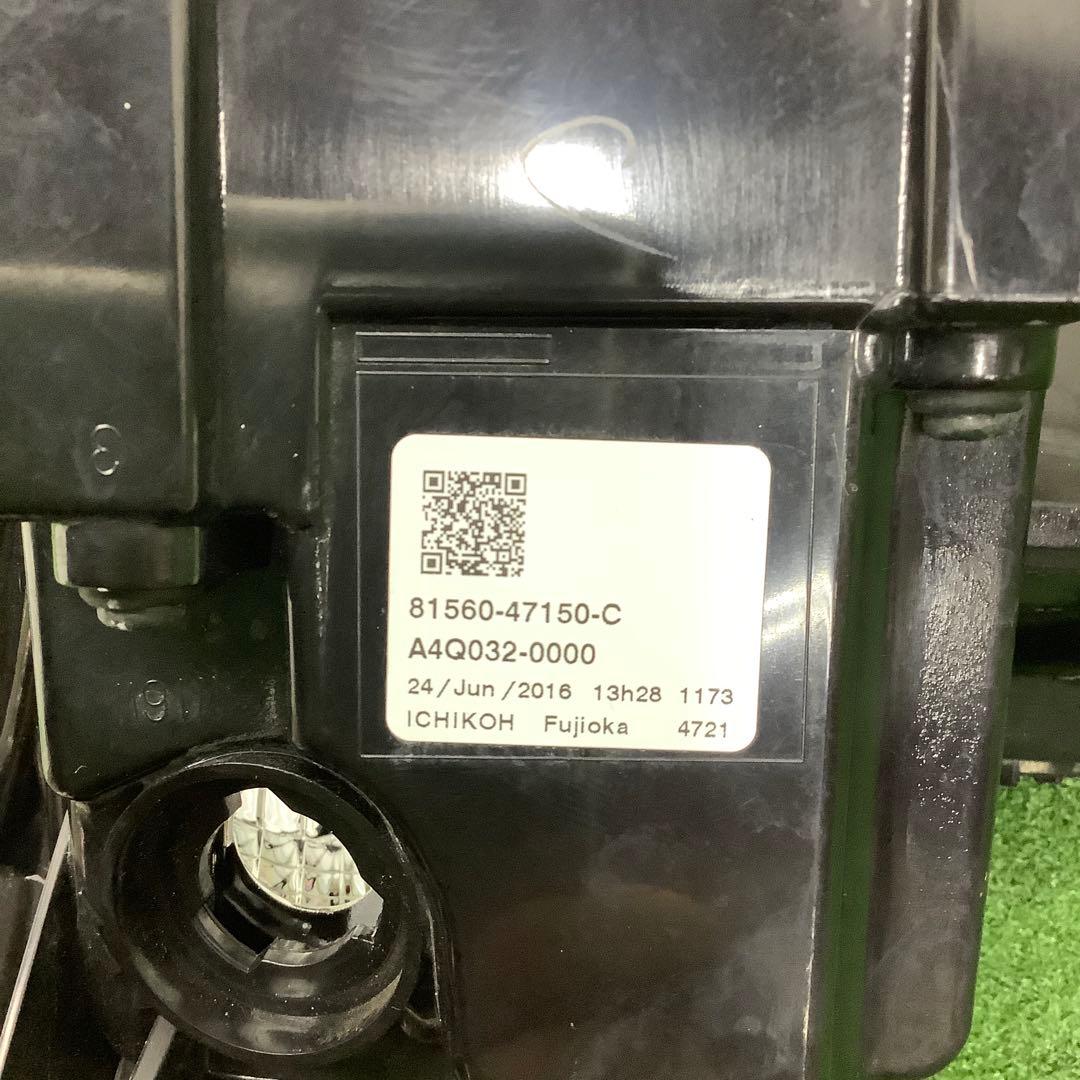 81560-47150-C
A4Q032-0000
24/Jun/2016 13h28 1173
ICHIKOH Fujioka 4721